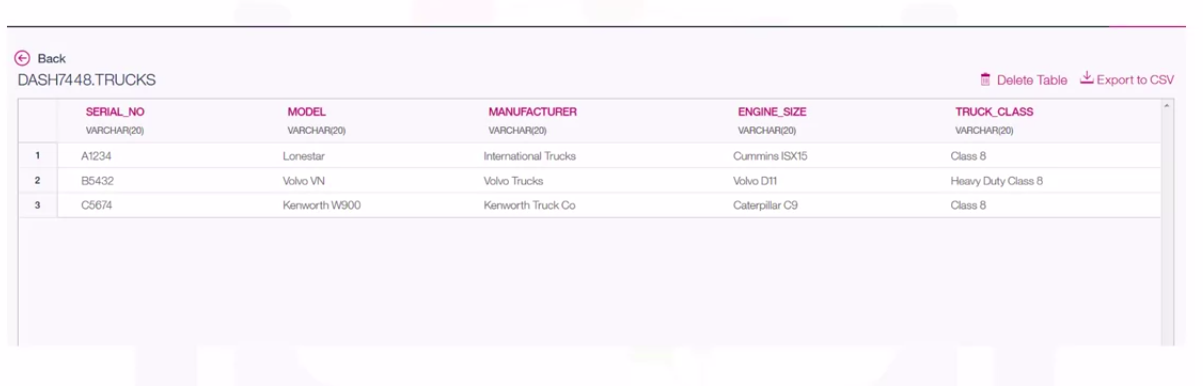 Back
DASH7448.TRUCKS
Delete Table Export to CSV
SERIAL_NO MODEL MANUFACTURER ENGINE_SIZE TRUCK_CLASS
VARCHAR(20) VARCHAR(20) VARCHAR(20) VARCHAR(20) VARCHAR(20)
1 A1234 Lonestar International Trucks Cummins ISX15 Class 8
2 B5432 Volvo VN Volvo Trucks Volvo D11 Heavy Duty Class 8
3 C5674 Kenworth W900 Kenworth Truck Co Caterpillar C9 Class 8